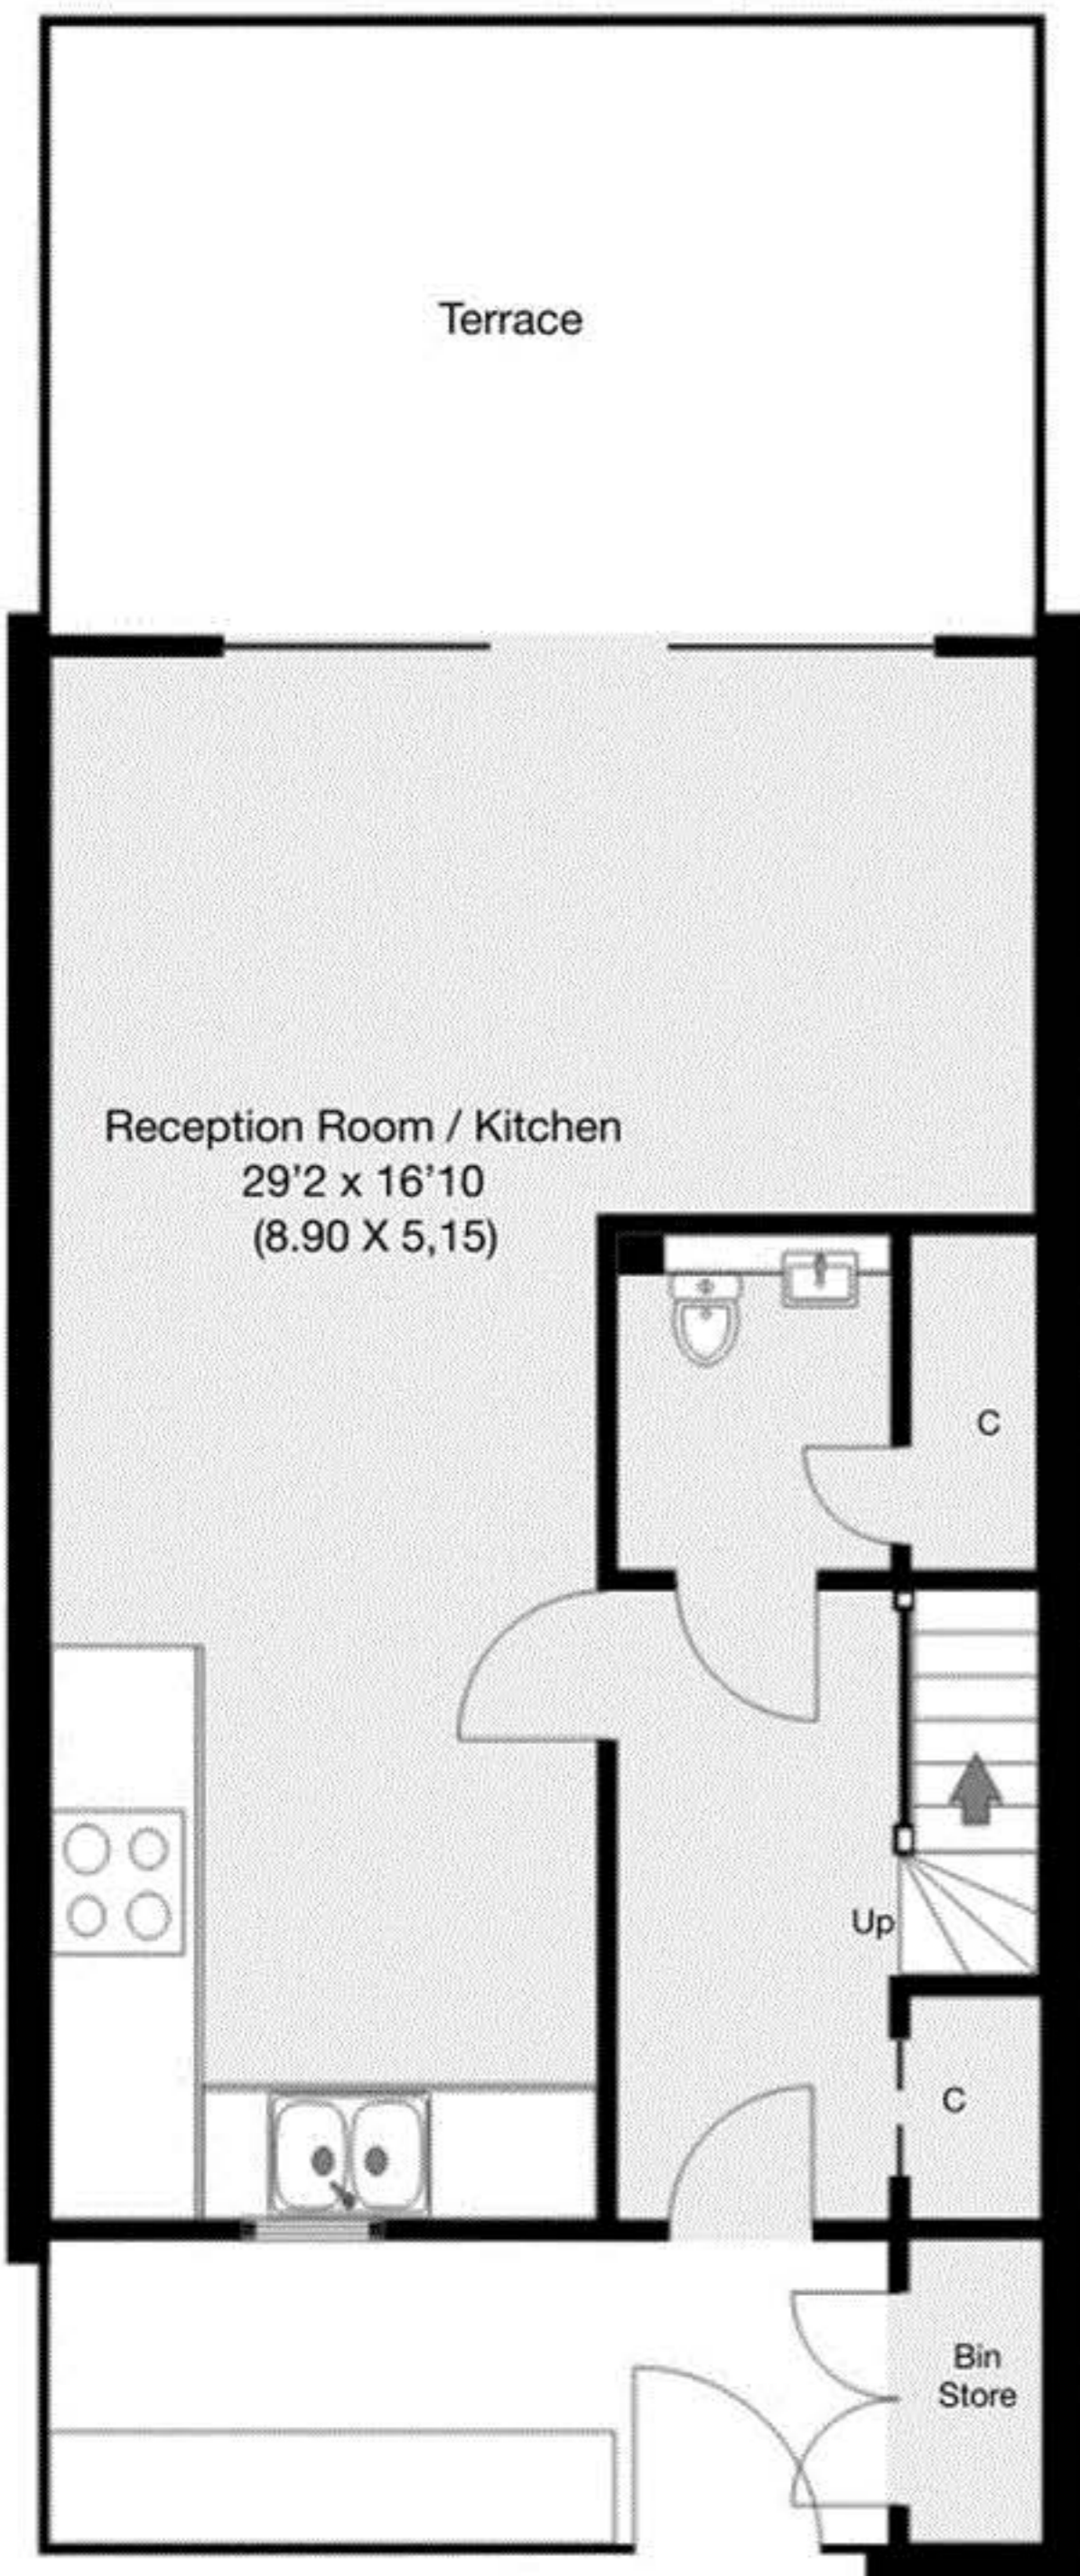 Terrace
Reception Room / Kitchen
29'2 x 16'10
(8.90 X 5,15)
C
Up
C
Bin
Store